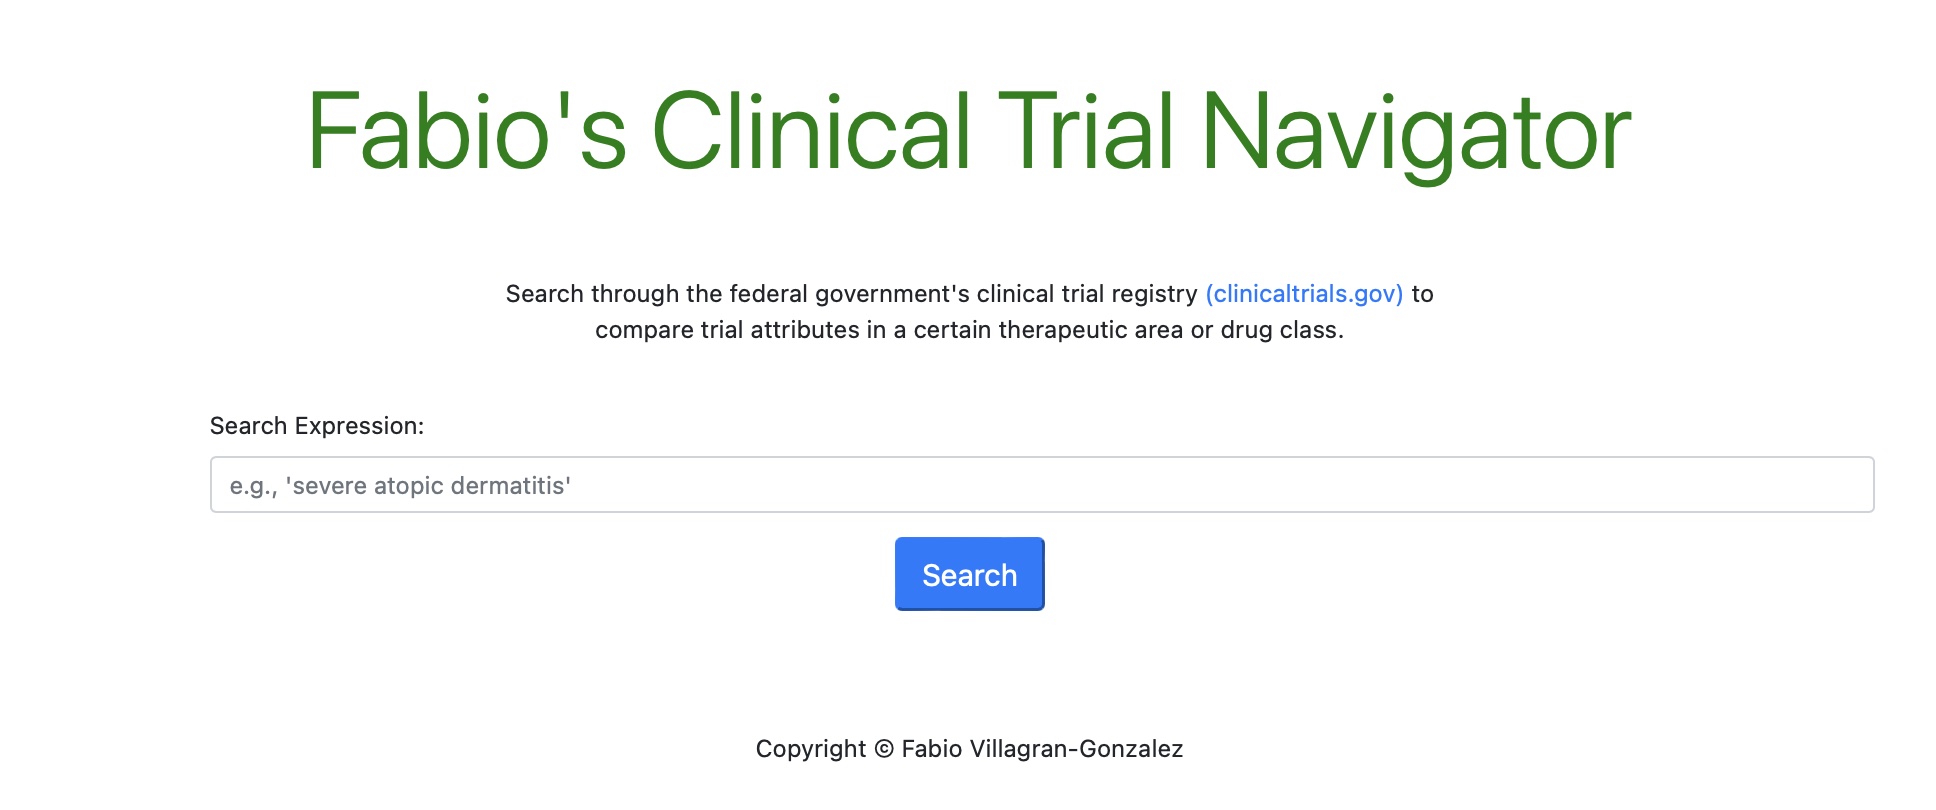 Fabio's Clinical Trial Navigator
Search through the federal government's clinical trial registry (clinicaltrials.gov) to
compare trial attributes in a certain therapeutic area or drug class.
Search Expression:
e.g., 'severe atopic dermatitis'
Search
Copyright © Fabio Villagran-Gonzalez